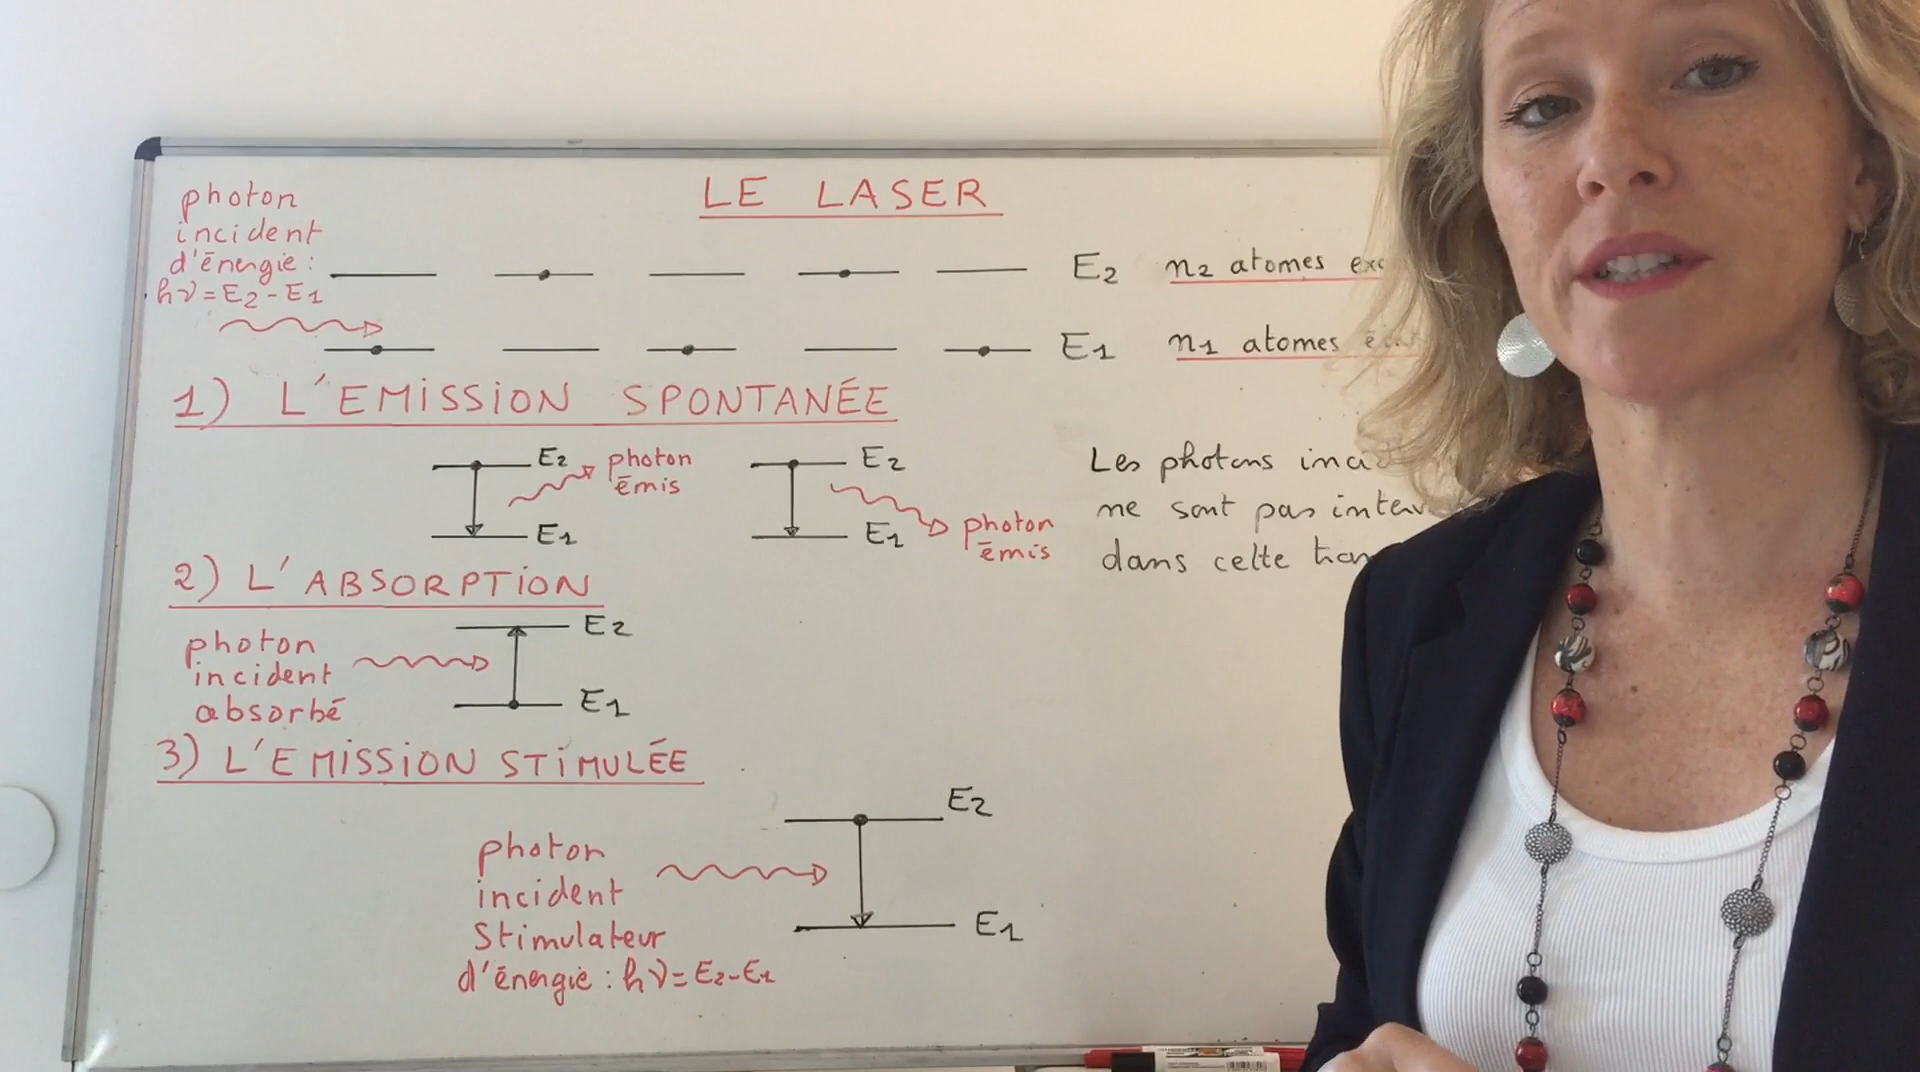 LE LASER
photon
incident
d'énergie :
hν = E2 - E1
E2 n2 atomes
E1 n1 atomes
1) L'EMISSION SPONTANÉE
E2 photon
émis
E1
E2
E1 photon
émis
Les photons
ne sont pas
dans cette
2) L'ABSORPTION
photon
incident
absorbé
E2
E1
3) L'EMISSION STIMULÉE
photon
incident
Stimulateur
d'énergie : hν = E2-E1
E2
E1